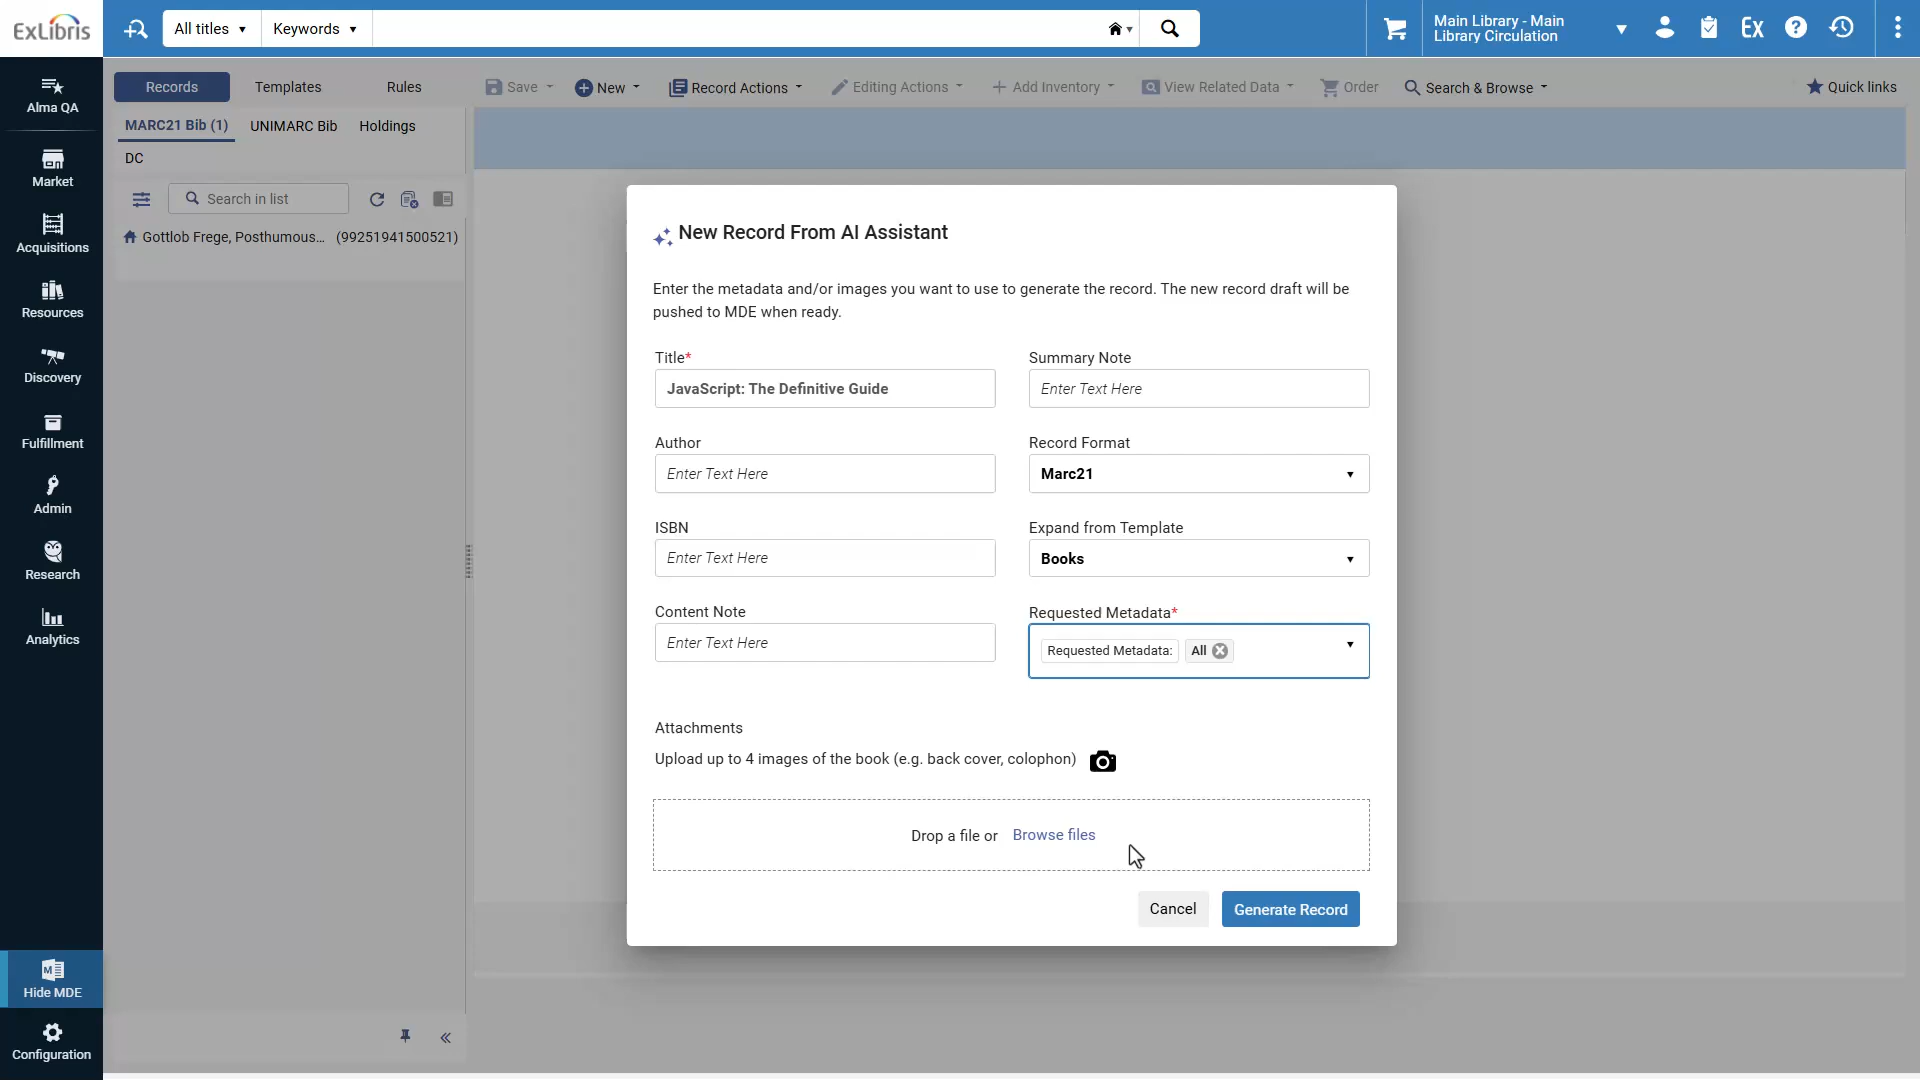 ExLibris
All titles
Keywords
Main Library - Main
Library Circulation
Ex
Alma QA
Market
Acquisitions
Resources
Discovery
Fulfillment
Admin
Research
Analytics
Hide MDE
Configuration
Records
Templates
Rules
Save
New
Record Actions
Editing Actions
Add Inventory
View Related Data
Order
Search & Browse
Quick links
MARC21 Bib (1)
UNIMARC Bib
Holdings
DC
Search in list
Gottlob Frege, Posthumous... (99251941500521)
New Record From AI Assistant
Enter the metadata and/or images you want to use to generate the record. The new record draft will be
pushed to MDE when ready.
Title*
JavaScript: The Definitive Guide
Summary Note
Enter Text Here
Author
Enter Text Here
Record Format
Marc21
ISBN
Enter Text Here
Expand from Template
Books
Content Note
Enter Text Here
Requested Metadata*
Requested Metadata: All
Attachments
Upload up to 4 images of the book (e.g. back cover, colophon)
Drop a file or Browse files
Cancel
Generate Record